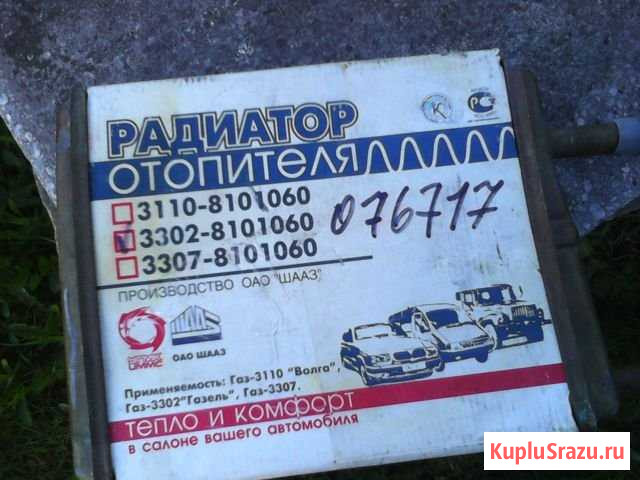 РАДИАТОР
ОТОПИТЕЛЯ
3110-8101060
3302-8101060
3307-8101060
076717
ПРОИЗВОДСТВО ОАО "ШААЗ"
ОАО ШААЗ
Применяемость: Газ-3110 "Волга",
Газ-3302"Газель", Газ-3307.
ТЕПЛО И КОМФОРТ
в салоне вашего автомобиля
KupluSrazu.ru